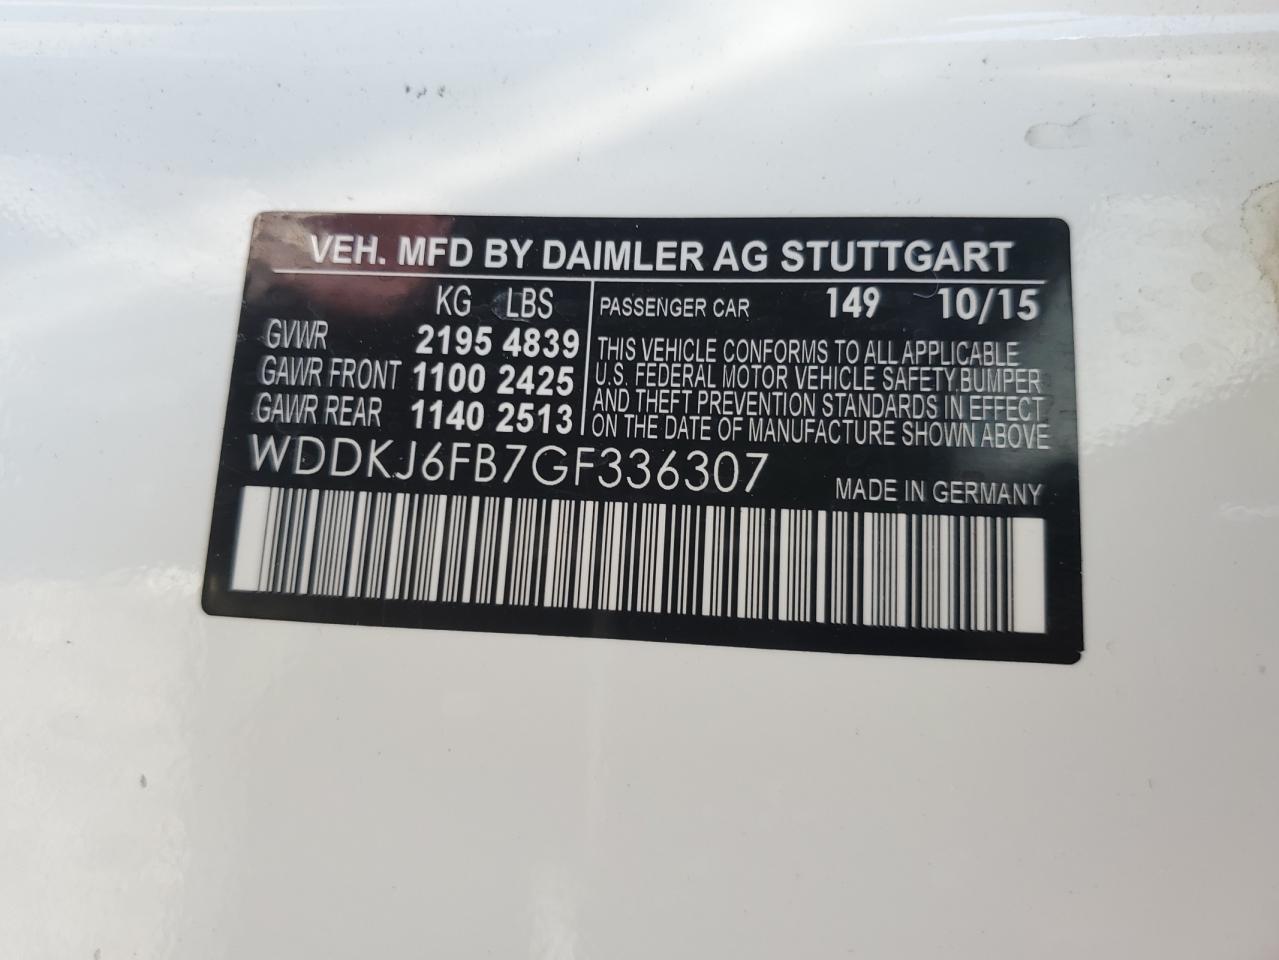 VEH. MFD BY DAIMLER AG STUTTGART
KG LBS
GVWR 2195 4839
GAWR FRONT 1100 2425
GAWR REAR 1140 2513
PASSENGER CAR 149 10/15
THIS VEHICLE CONFORMS TO ALL APPLICABLE
U.S. FEDERAL MOTOR VEHICLE SAFETY,BUMPER
AND THEFT PREVENTION STANDARDS IN EFFECT
ON THE DATE OF MANUFACTURE SHOWN ABOVE
WDDKJ6FB7GF336307
MADE IN GERMANY